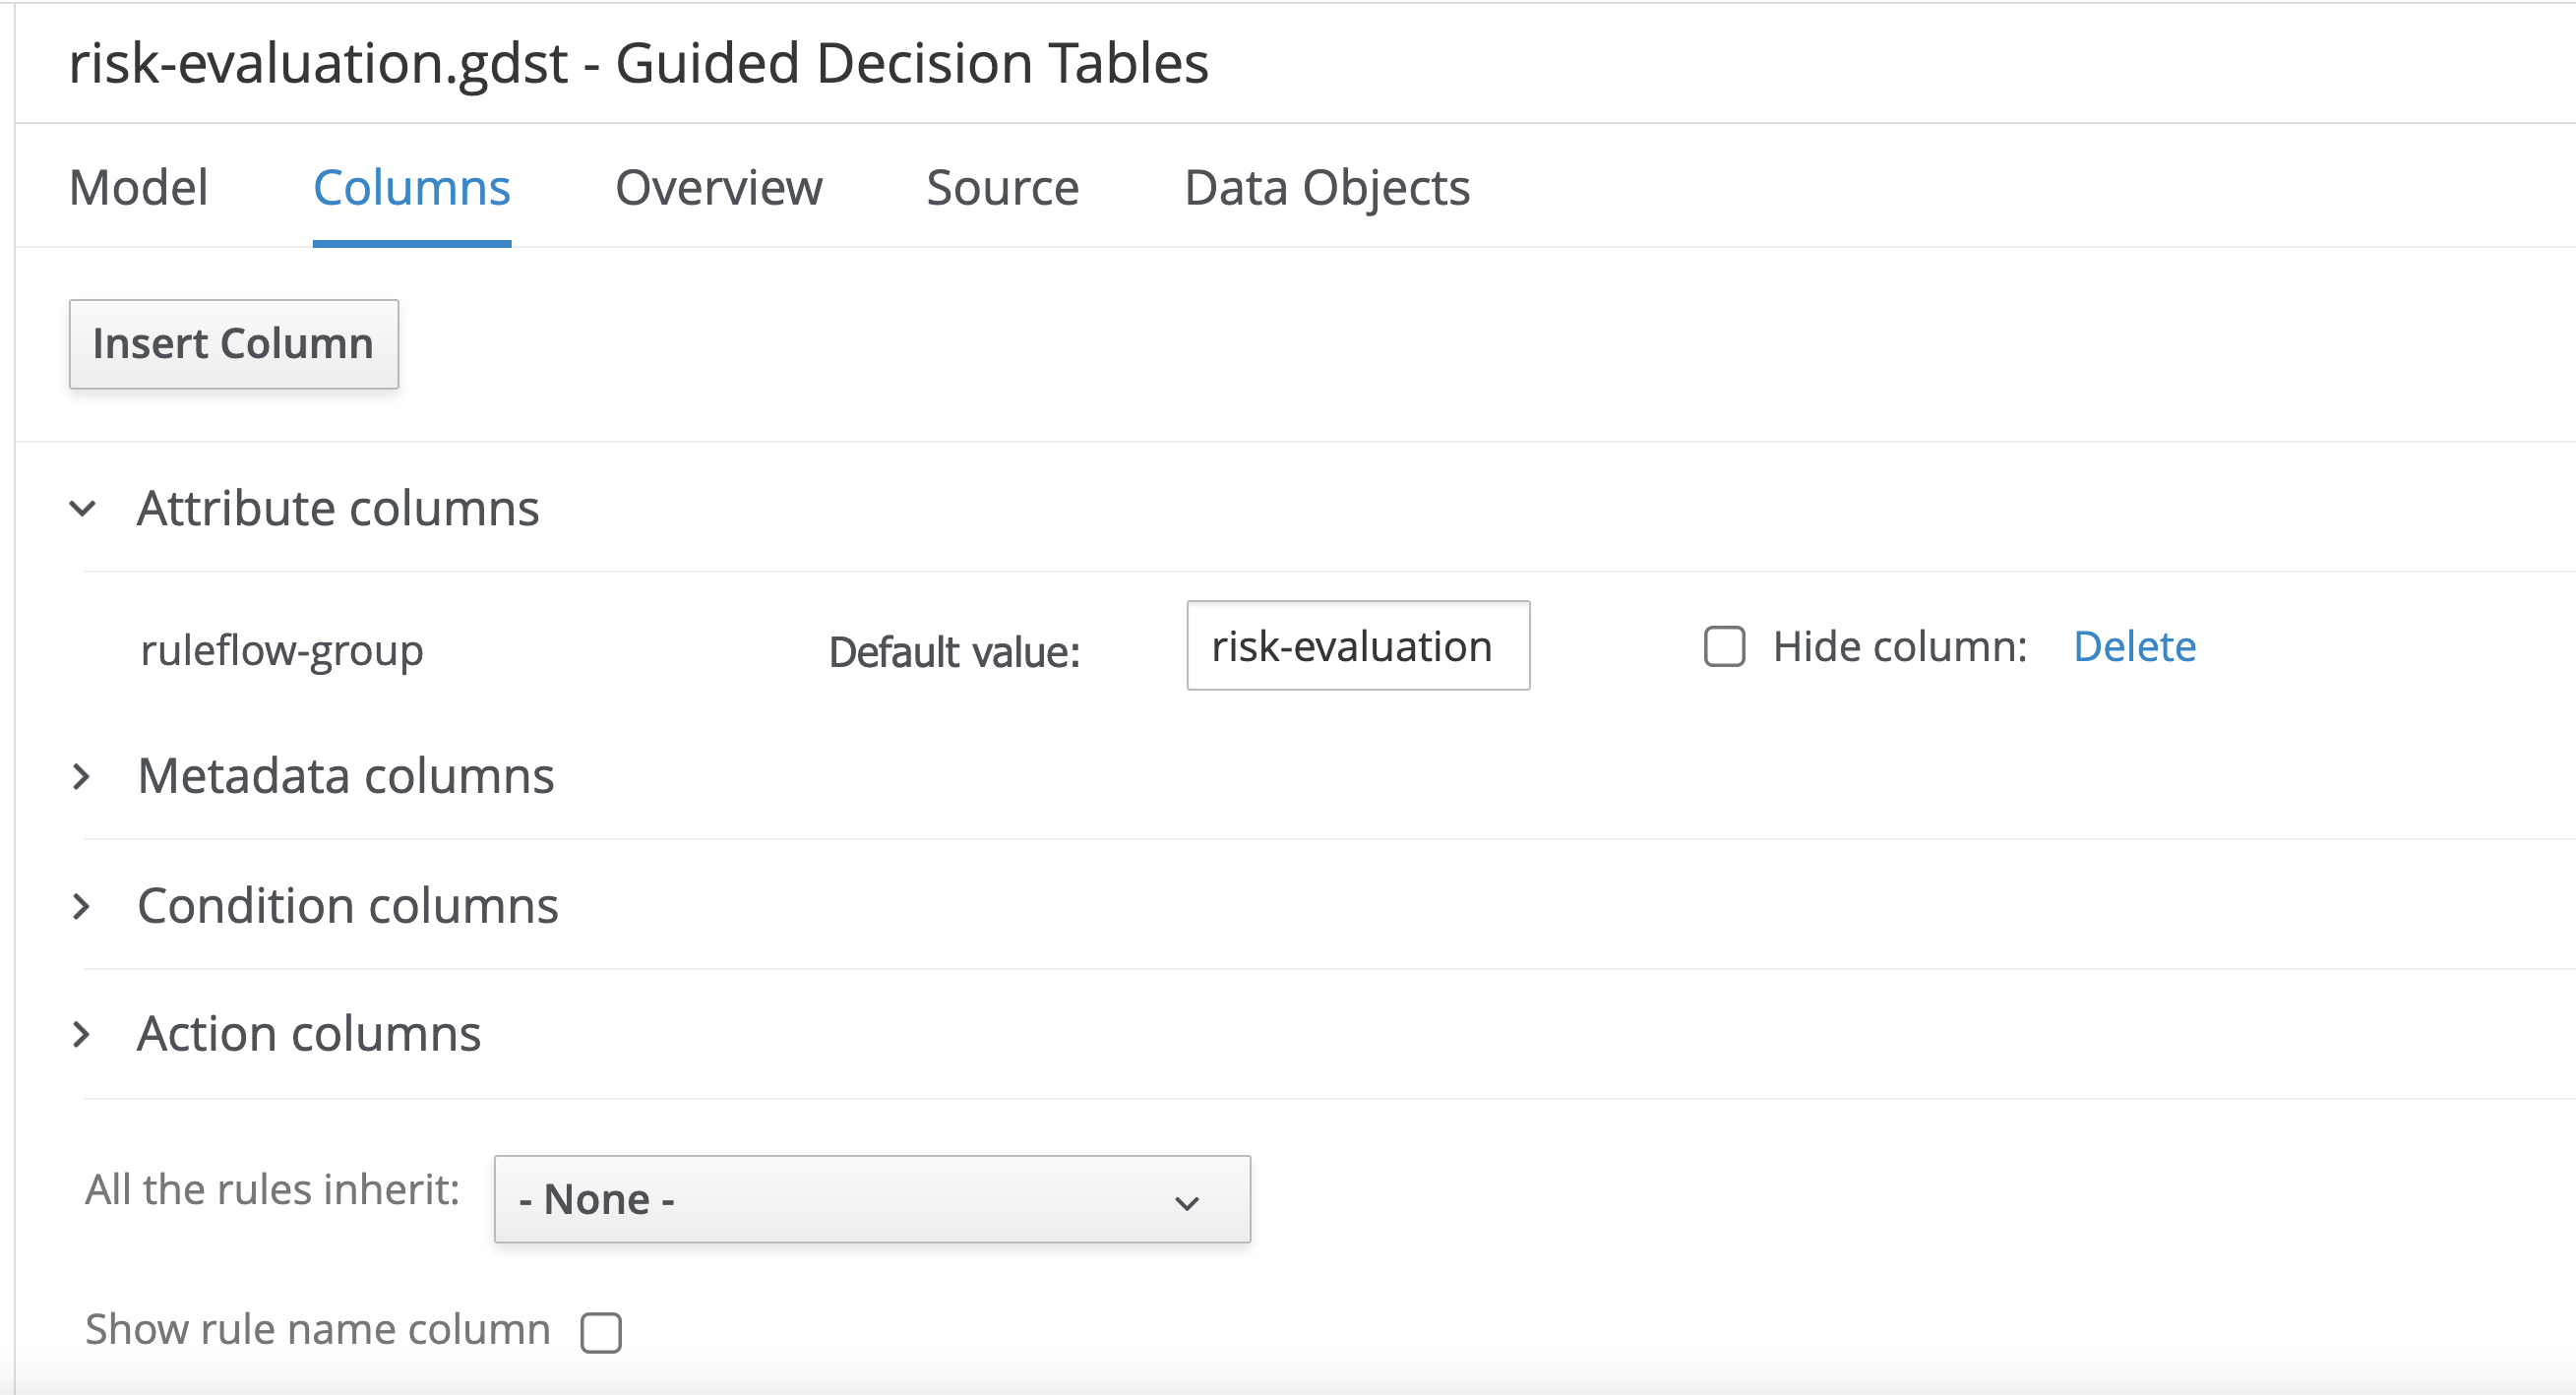 risk-evaluation.gdst - Guided Decision Tables
Model Columns Overview Source Data Objects
Insert Column
Attribute columns
ruleflow-group Default value: risk-evaluation Hide column: Delete
Metadata columns
Condition columns
Action columns
All the rules inherit: - None -
Show rule name column